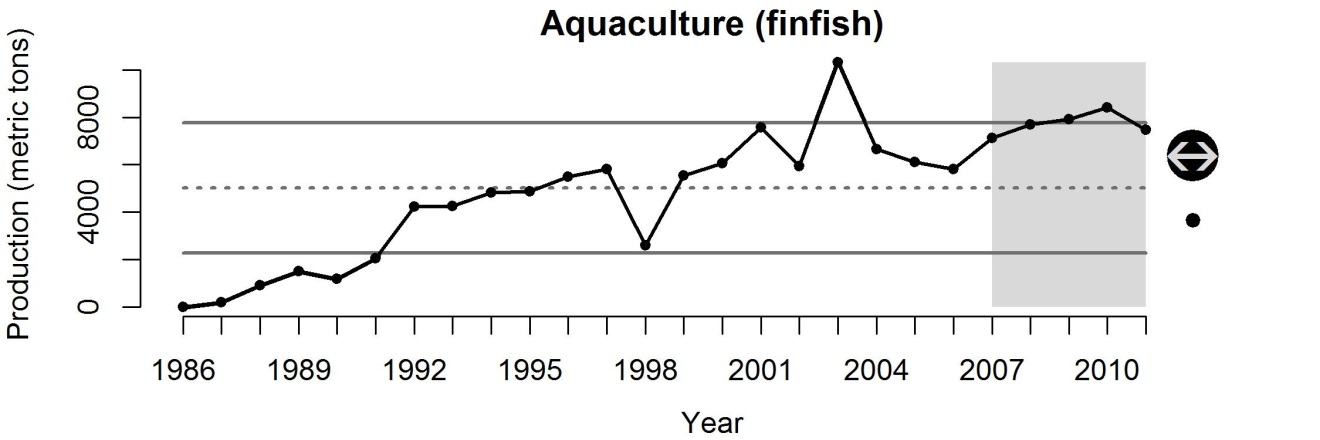 Aquaculture (finfish)
Production (metric tons)
8000
4000
0
1986 1989 1992 1995 1998 2001 2004 2007 2010
Year